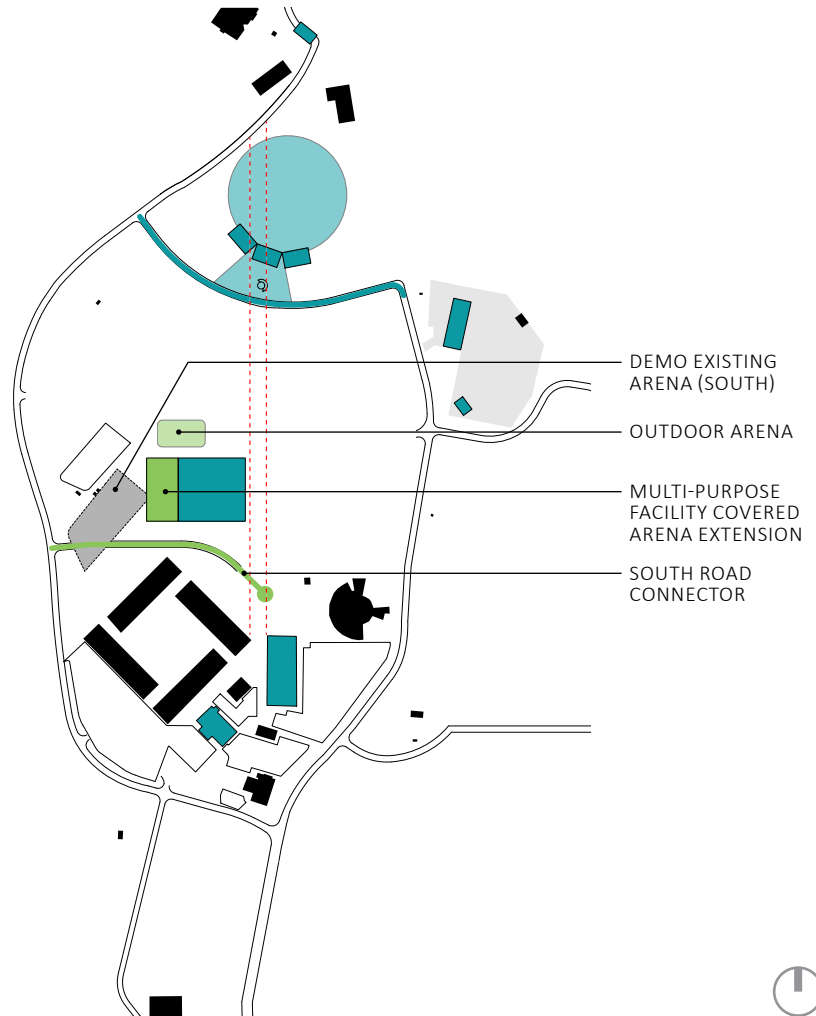 DEMO EXISTING
ARENA (SOUTH)
OUTDOOR ARENA
MULTI-PURPOSE
FACILITY COVERED
ARENA EXTENSION
SOUTH ROAD
CONNECTOR